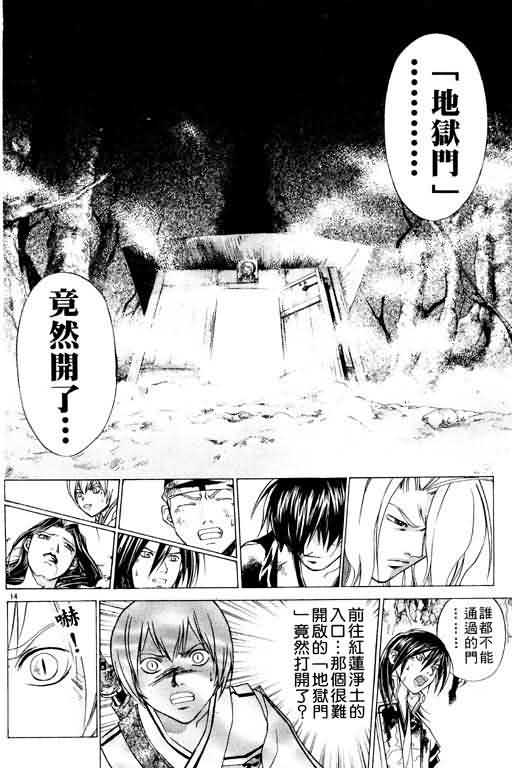 「地獄門」
…………
竟然開了…
誰都不能
通過的門
……
前往紅蓮淨土的
入口…那個很難
開啟的「地獄門
」竟然打開了？
嚇！
14